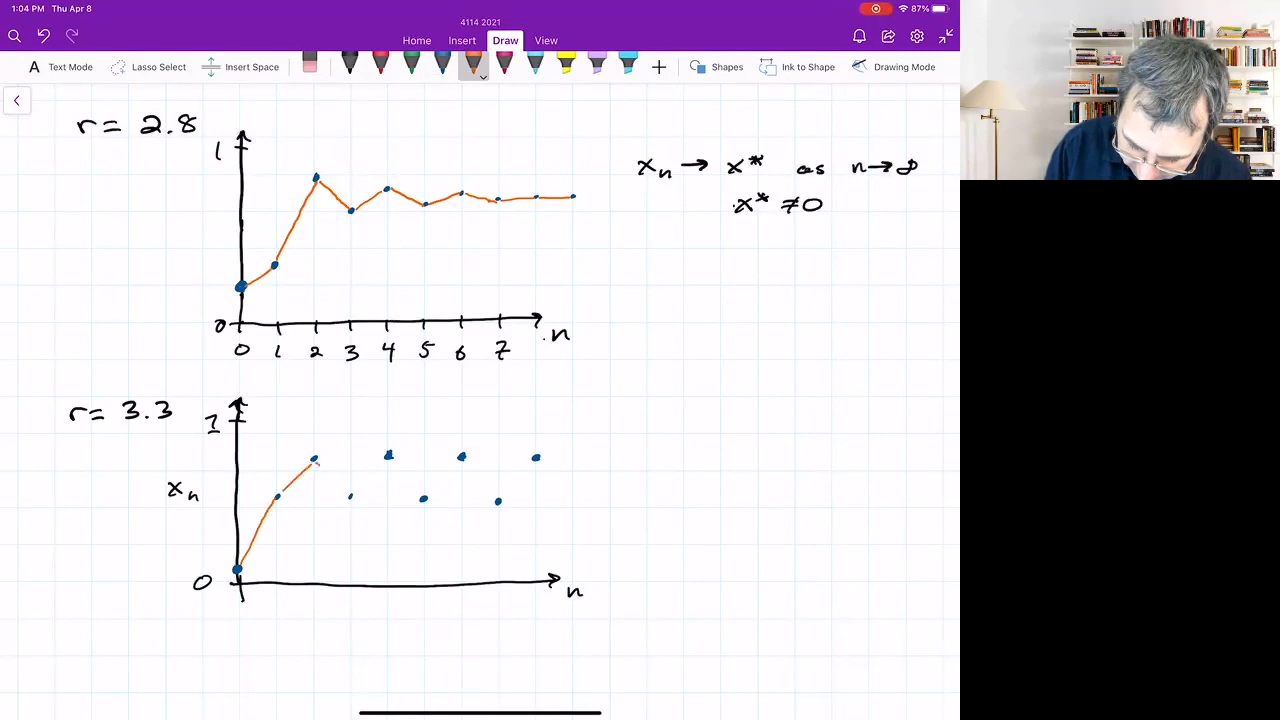 1:04 PM Thu Apr 8
87%
4114 2021
Home Insert Draw View
Text Mode Lasso Select Insert Space Shapes Ink to Shape Drawing Mode
r = 2.8
1
xₙ → x* as n → ∞
x* ≠ 0
0
0 1 2 3 4 5 6 7
n
r = 3.3
1
xₙ
0
n